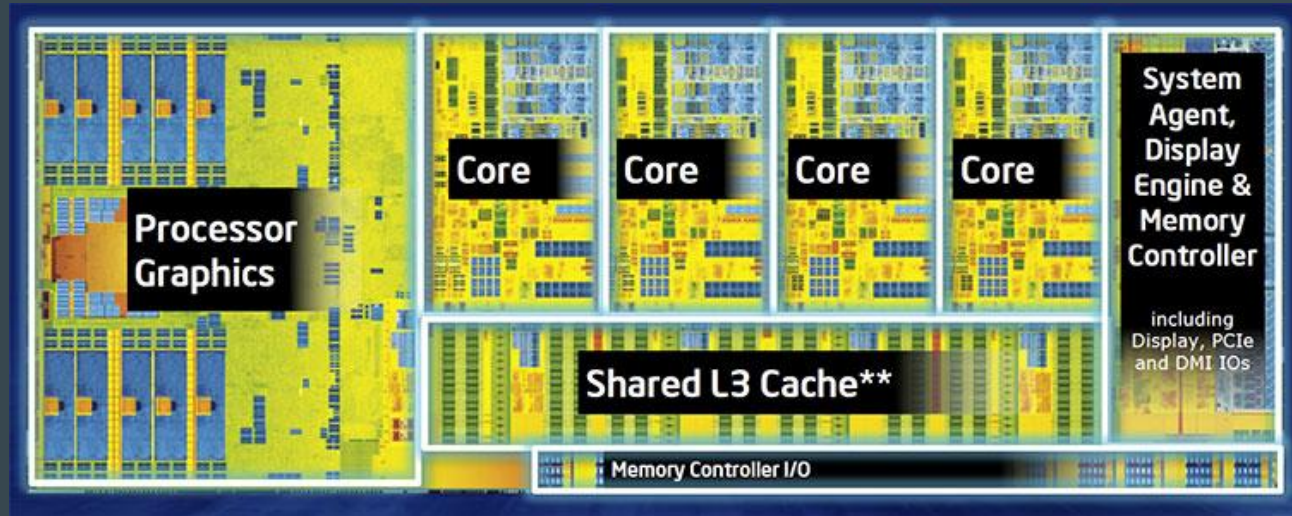 Processor
Graphics
Core
Core
Core
Core
System
Agent,
Display
Engine &
Memory
Controller
including
Display, PCIe
and DMI IOs
Shared L3 Cache**
Memory Controller I/O